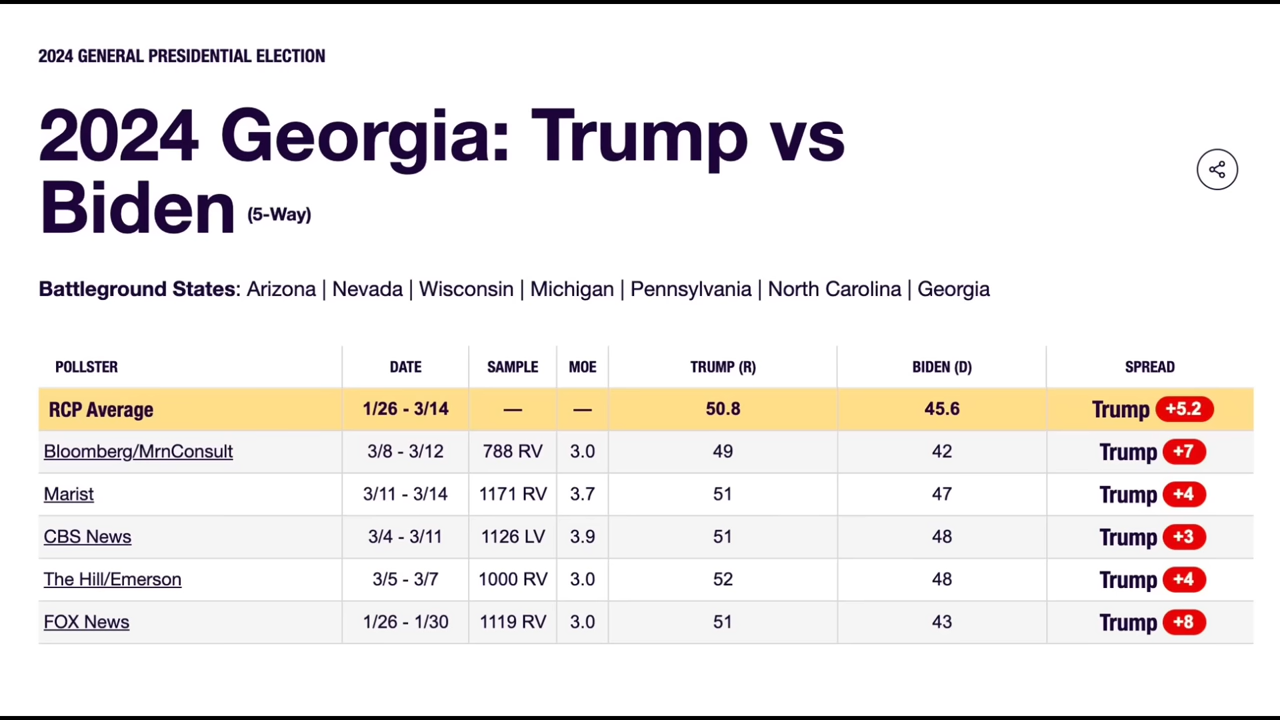 2024 GENERAL PRESIDENTIAL ELECTION
2024 Georgia: Trump vs
Biden (5-Way)
Battleground States: Arizona | Nevada | Wisconsin | Michigan | Pennsylvania | North Carolina | Georgia
POLLSTER DATE SAMPLE MOE TRUMP (R) BIDEN (D) SPREAD
RCP Average 1/26 - 3/14 — — 50.8 45.6 Trump +5.2
Bloomberg/MrnConsult 3/8 - 3/12 788 RV 3.0 49 42 Trump +7
Marist 3/11 - 3/14 1171 RV 3.7 51 47 Trump +4
CBS News 3/4 - 3/11 1126 LV 3.9 51 48 Trump +3
The Hill/Emerson 3/5 - 3/7 1000 RV 3.0 52 48 Trump +4
FOX News 1/26 - 1/30 1119 RV 3.0 51 43 Trump +8